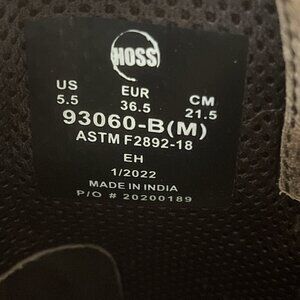 HOSS
US EUR CM
5.5 36.5 21.5
93060-B(M)
ASTM F2892-18
EH
1/2022
MADE IN INDIA
P/O # 20200189